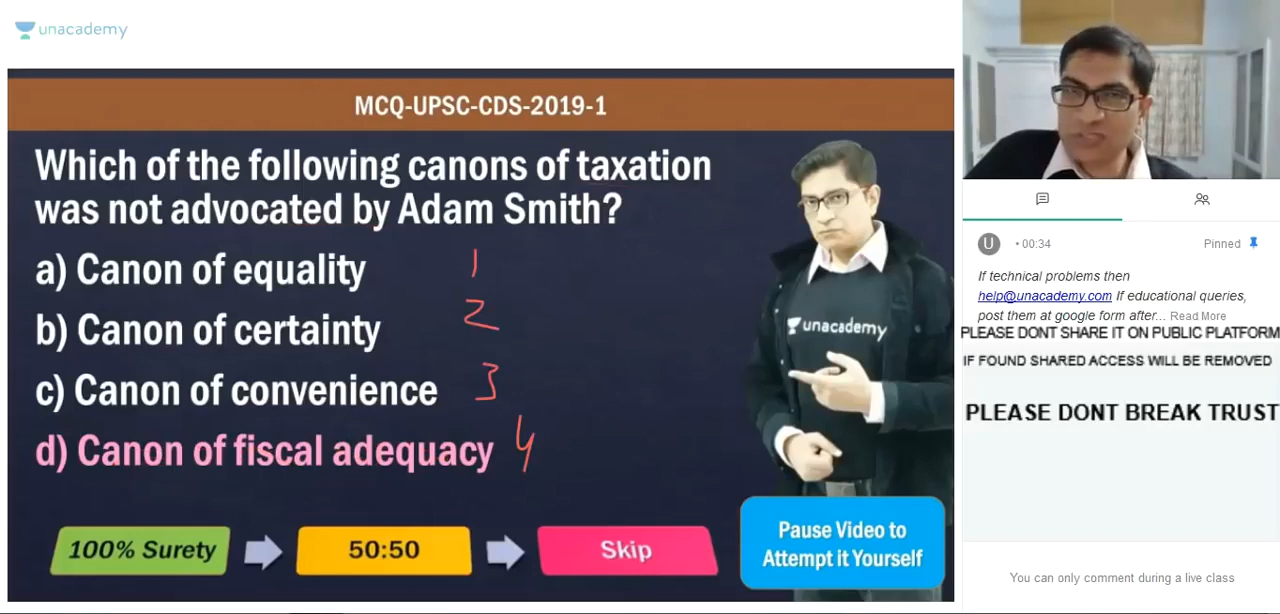 unacademy
MCQ-UPSC-CDS-2019-1
Which of the following canons of taxation
was not advocated by Adam Smith?
a) Canon of equality 1
b) Canon of certainty 2
c) Canon of convenience 3
d) Canon of fiscal adequacy 4
unacademy
100% Surety
50:50
Skip
Pause Video to
Attempt it Yourself
U • 00:34 Pinned
If technical problems then
help@unacademy.com If educational queries,
post them at google form after... Read More
PLEASE DONT SHARE IT ON PUBLIC PLATFORM
IF FOUND SHARED ACCESS WILL BE REMOVED
PLEASE DONT BREAK TRUST
You can only comment during a live class